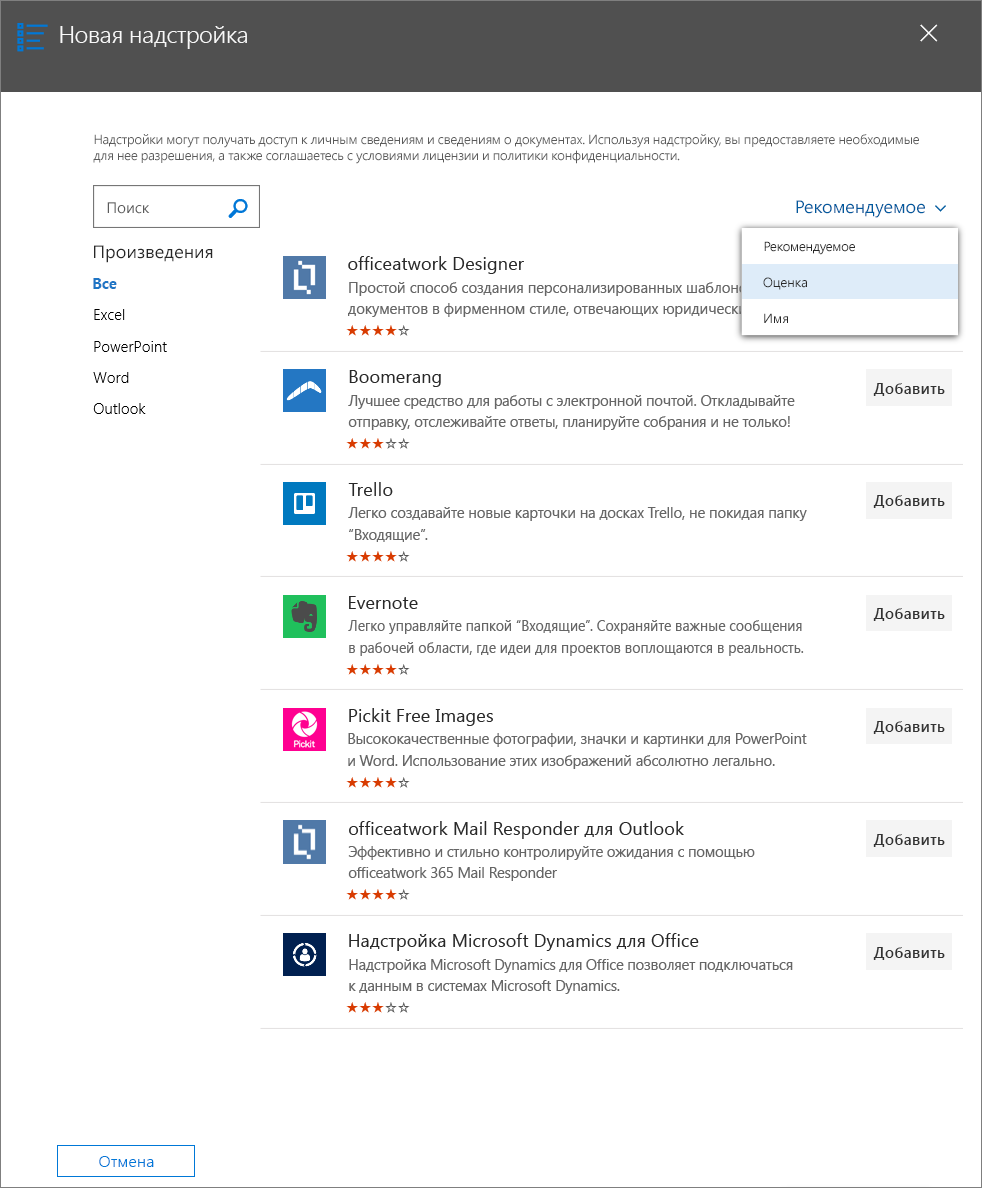 Новая надстройка
Надстройки могут получать доступ к личным сведениям и сведениям о документах. Используя надстройку, вы предоставляете необходимые
для нее разрешения, а также соглашаетесь с условиями лицензии и политики конфиденциальности.
Поиск
Рекомендуемое
Рекомендуемое
Оценка
Имя
Произведения
Все
Excel
PowerPoint
Word
Outlook
officeatwork Designer
Простой способ создания персонализированных
документов в фирменном стиле, отвечающих
Boomerang
Лучшее средство для работы с электронной почтой. Откладывайте
отправку, отслеживайте ответы, планируйте собрания и не только!
Добавить
Trello
Легко создавайте новые карточки на досках Trello, не покидая папку
“Входящие”.
Добавить
Evernote
Легко управляйте папкой “Входящие”. Сохраняйте важные сообщения
в рабочей области, где идеи для проектов воплощаются в реальность.
Добавить
Pickit
Pickit Free Images
Высококачественные фотографии, значки и картинки для PowerPoint
и Word. Использование этих изображений абсолютно легально.
Добавить
officeatwork Mail Responder для Outlook
Эффективно и стильно контролируйте ожидания с помощью
officeatwork 365 Mail Responder
Добавить
Надстройка Microsoft Dynamics для Office
Надстройка Microsoft Dynamics для Office позволяет подключаться
к данным в системах Microsoft Dynamics.
Добавить
Отмена